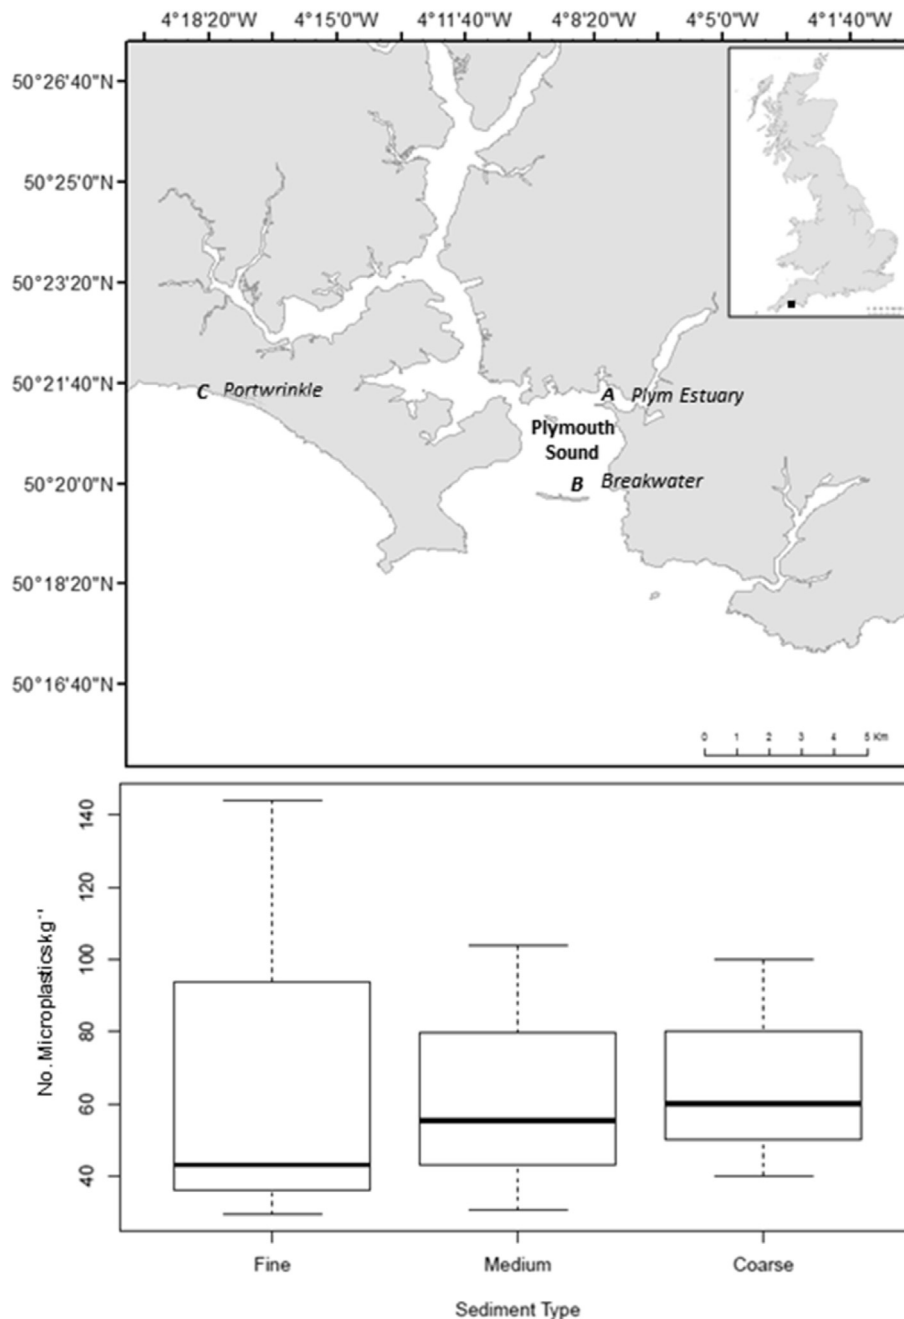 4°18'20"W 4°15'0"W 4°11'40"W 4°8'20"W 4°5'0"W 4°1'40"W
50°26'40"N
50°25'0"N
50°23'20"N
50°21'40"N
C Portwrinkle
A Plym Estuary
Plymouth
Sound
50°20'0"N
B Breakwater
50°18'20"N
50°16'40"N
0 1 2 3 4 5 Km
No. Microplasticskg⁻¹
140
120
100
80
60
40
Fine Medium Coarse
Sediment Type